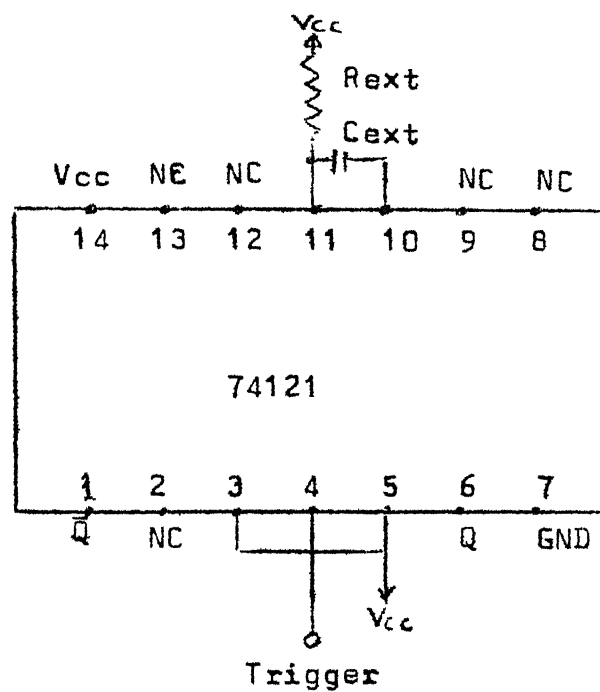 Vcc
Rext
Cext
Vcc NC NC NC NC
14 13 12 11 10 9 8
74121
1 2 3 4 5 6 7
Q̅ NC Q GND
Vcc
Trigger